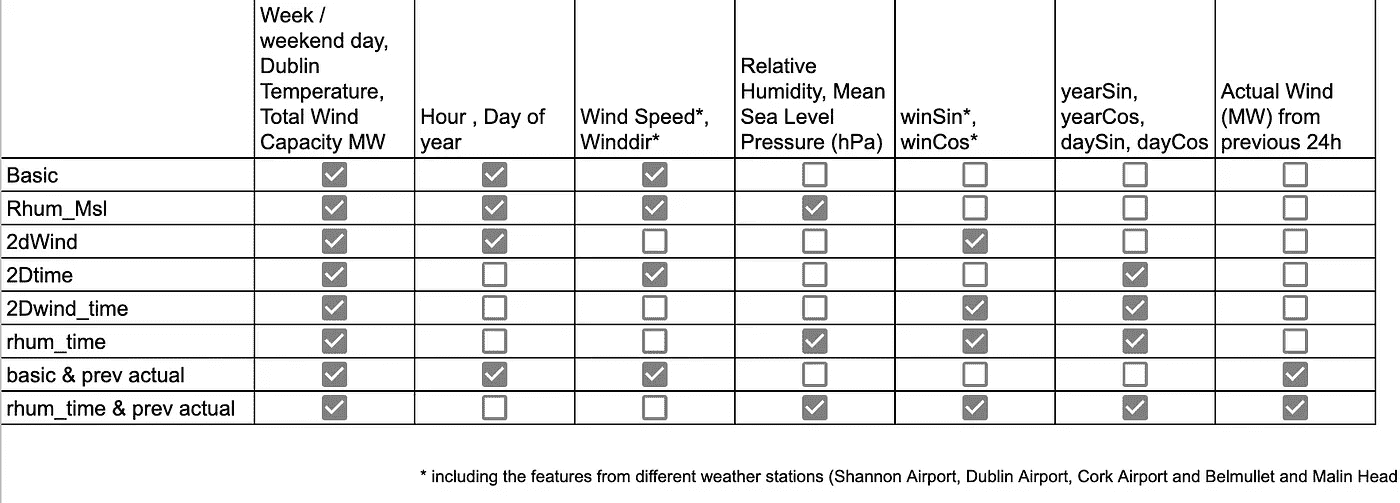 Week /
weekend day,
Dublin
Temperature,
Total Wind
Capacity MW
Hour , Day of
year
Wind Speed*,
Winddir*
Relative
Humidity, Mean
Sea Level
Pressure (hPa)
winSin*,
winCos*
yearSin,
yearCos,
daySin, dayCos
Actual Wind
(MW) from
previous 24h
Basic
Rhum_Msl
2dWind
2Dtime
2Dwind_time
rhum_time
basic & prev actual
rhum_time & prev actual
* including the features from different weather stations (Shannon Airport, Dublin Airport, Cork Airport and Belmullet and Malin Head